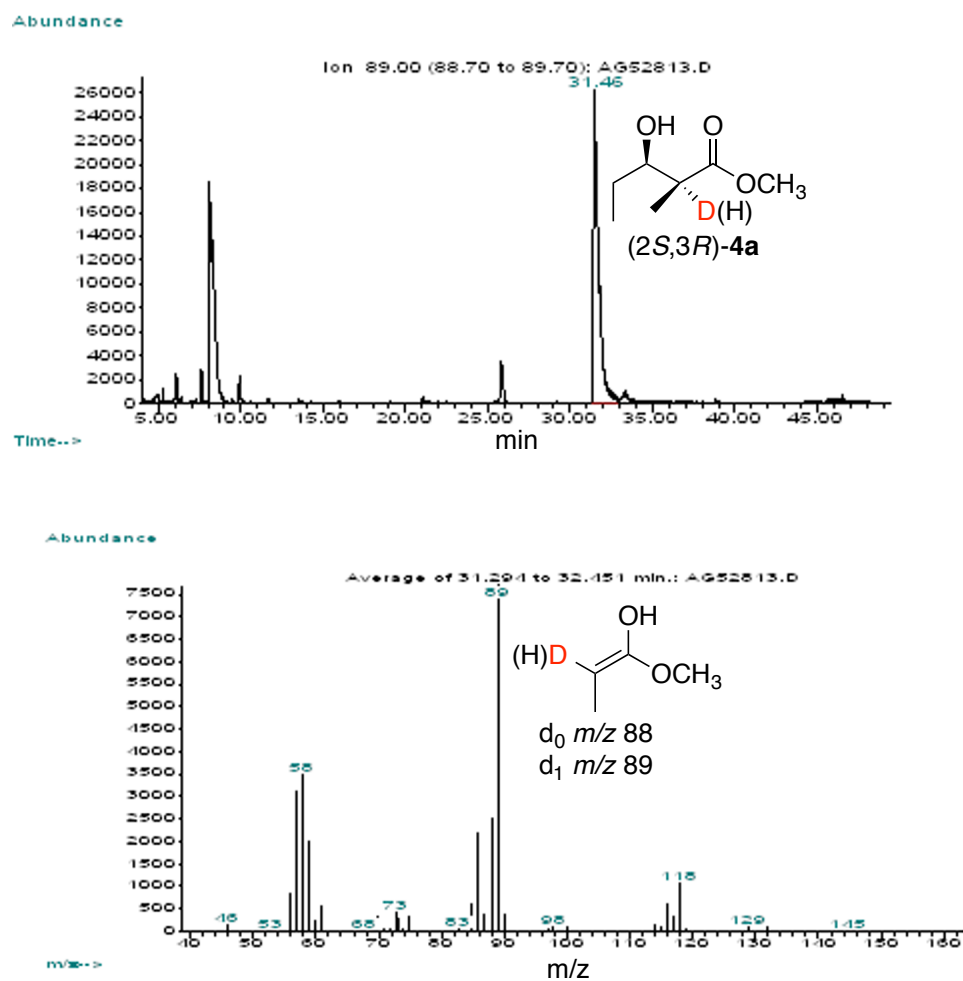 Abundance
Ion 89.00 (88.70 to 89.70): AG52813.D
31.46
26000
24000
22000
20000
18000
16000
14000
12000
10000
8000
6000
4000
2000
0
OH
O
OCH3
D(H)
(2S,3R)-4a
5.00 10.00 15.00 20.00 25.00 30.00 35.00 40.00 45.00
Time-->
min
Abundance
Average of 31.294 to 32.451 min.: AG52813.D
7500
7000
6500
6000
5500
5000
4500
4000
3500
3000
2500
2000
1500
1000
500
0
89
OH
(H)D
OCH3
d0 m/z 88
d1 m/z 89
58
118
46
53
68
73
83
98
129
145
40 50 60 70 80 90 100 110 120 130 140 150 160
m/z-->
m/z